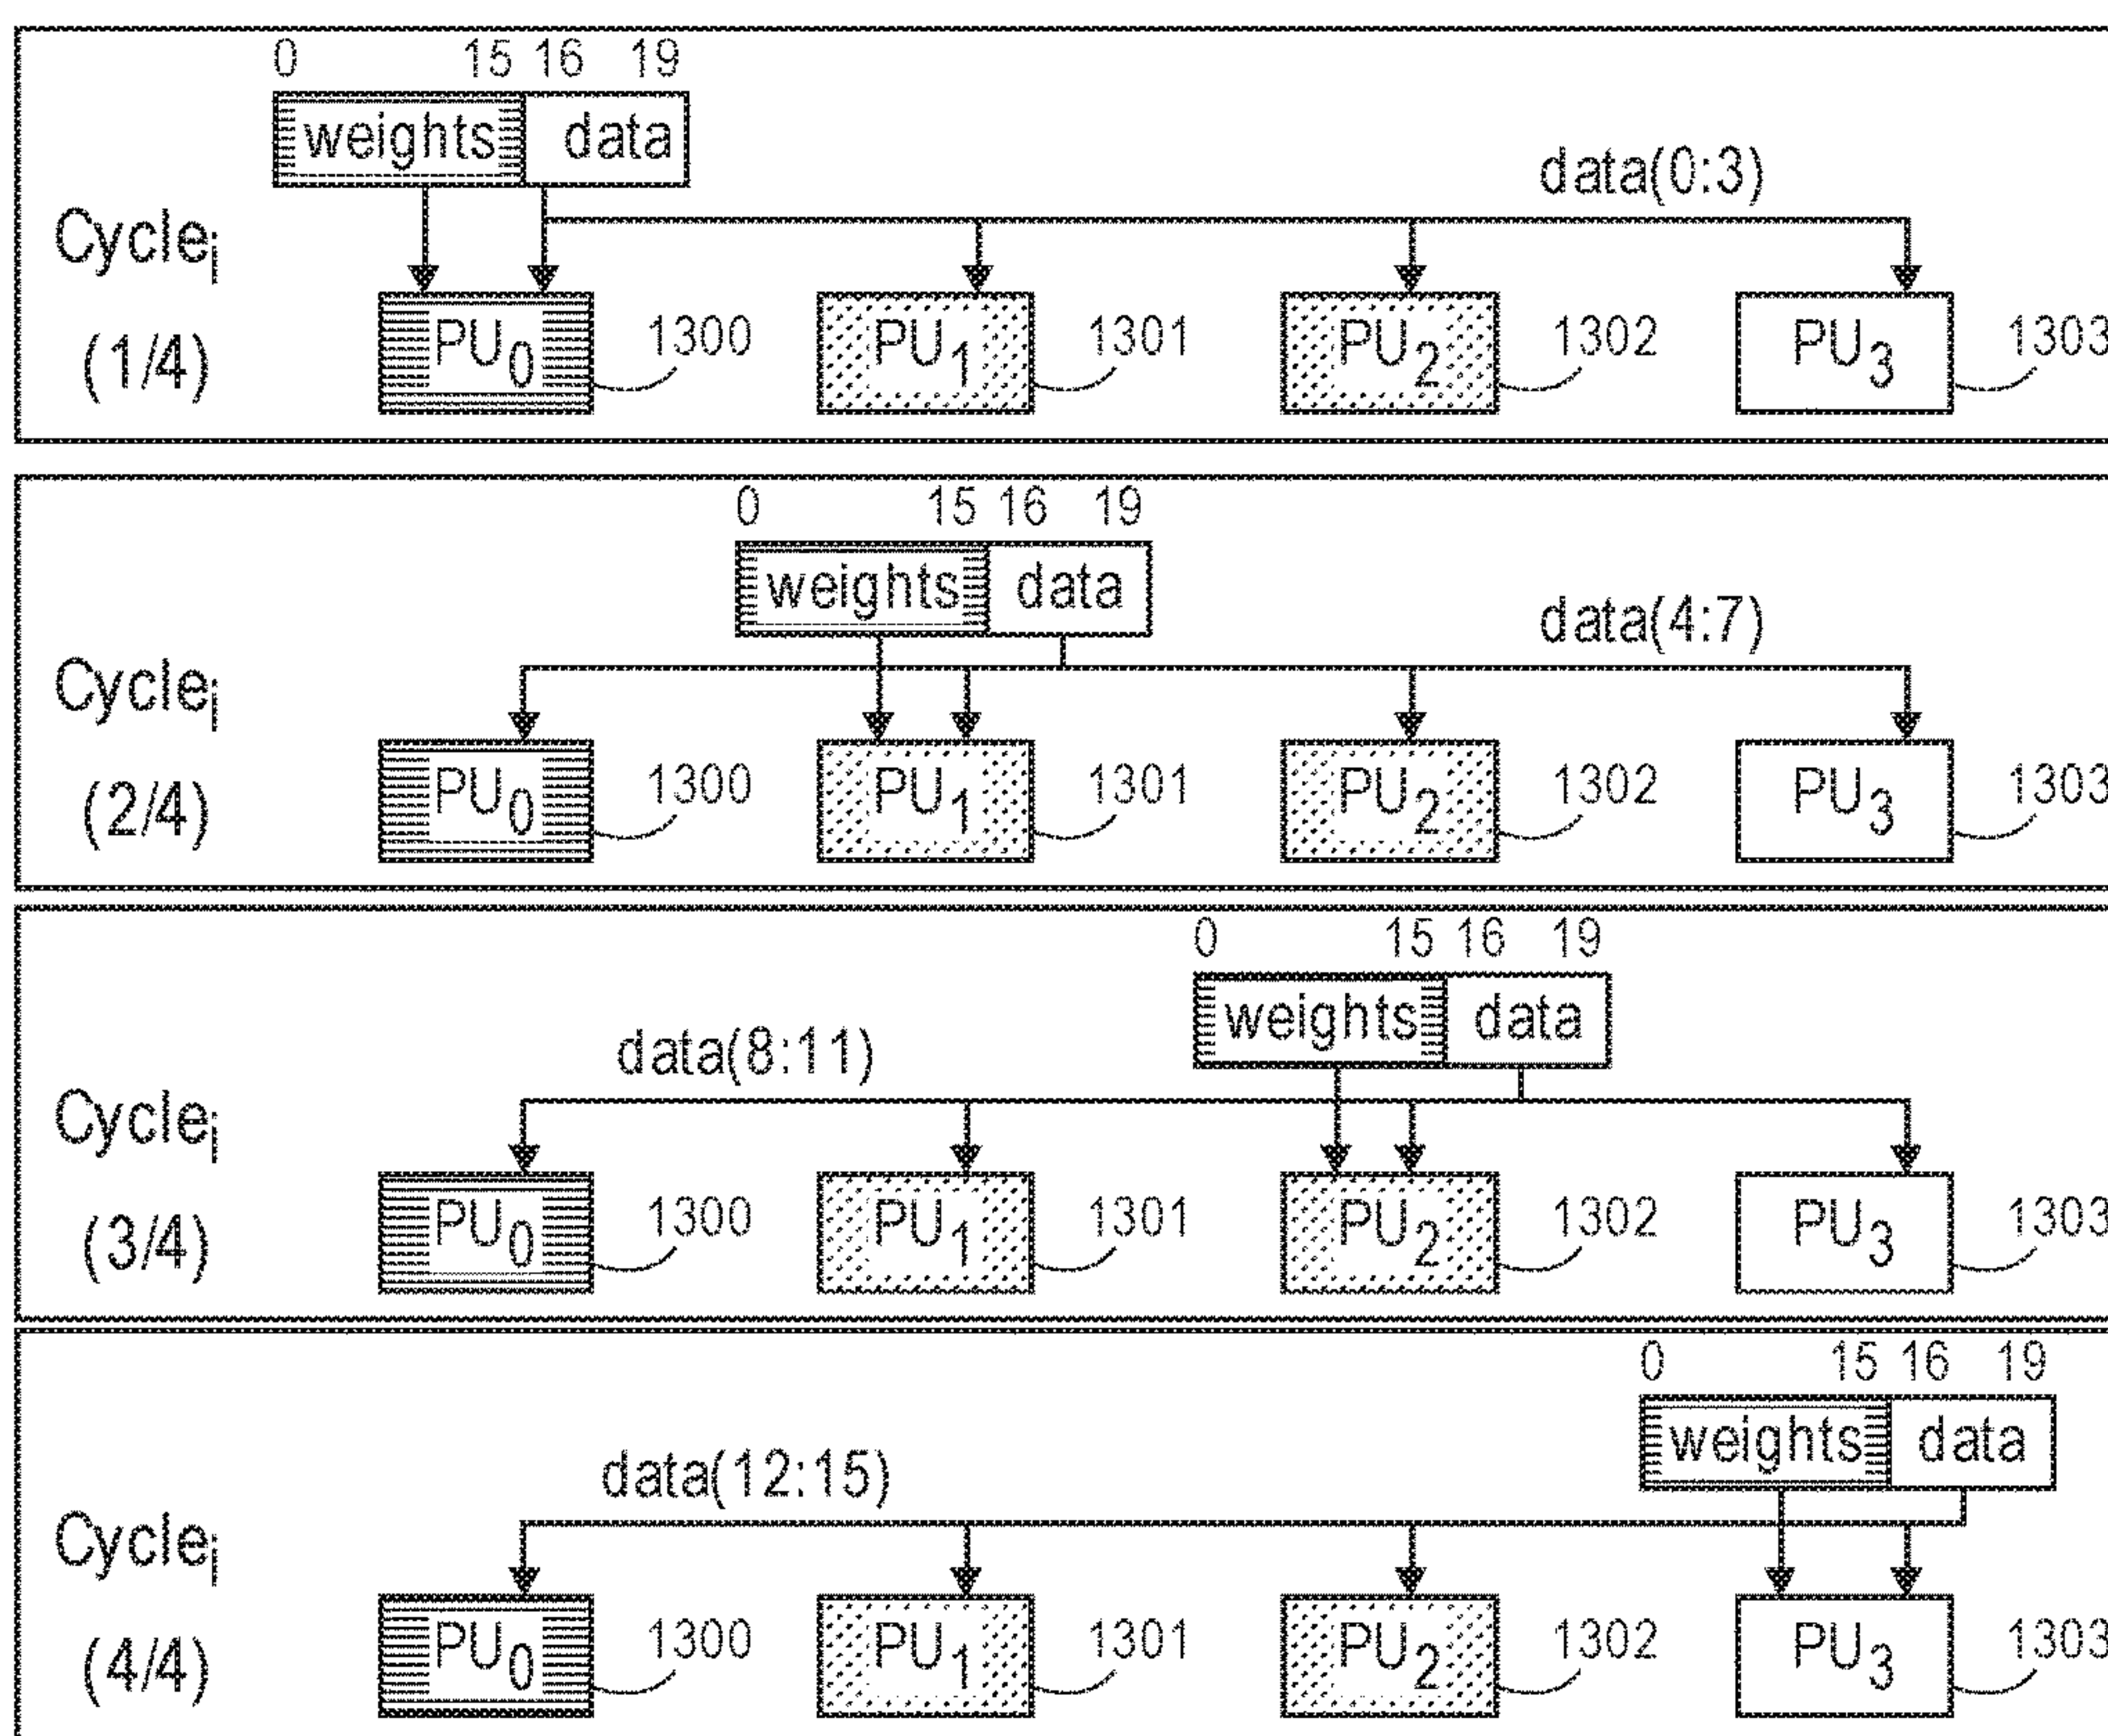 0 15 16 19
weights data
data(0:3)
Cycleᵢ
(1/4)
PU₀ 1300 PU₁ 1301 PU₂ 1302 PU₃ 1303
0 15 16 19
weights data
data(4:7)
Cycleᵢ
(2/4)
PU₀ 1300 PU₁ 1301 PU₂ 1302 PU₃ 1303
0 15 16 19
weights data
data(8:11)
Cycleᵢ
(3/4)
PU₀ 1300 PU₁ 1301 PU₂ 1302 PU₃ 1303
0 15 16 19
weights data
data(12:15)
Cycleᵢ
(4/4)
PU₀ 1300 PU₁ 1301 PU₂ 1302 PU₃ 1303